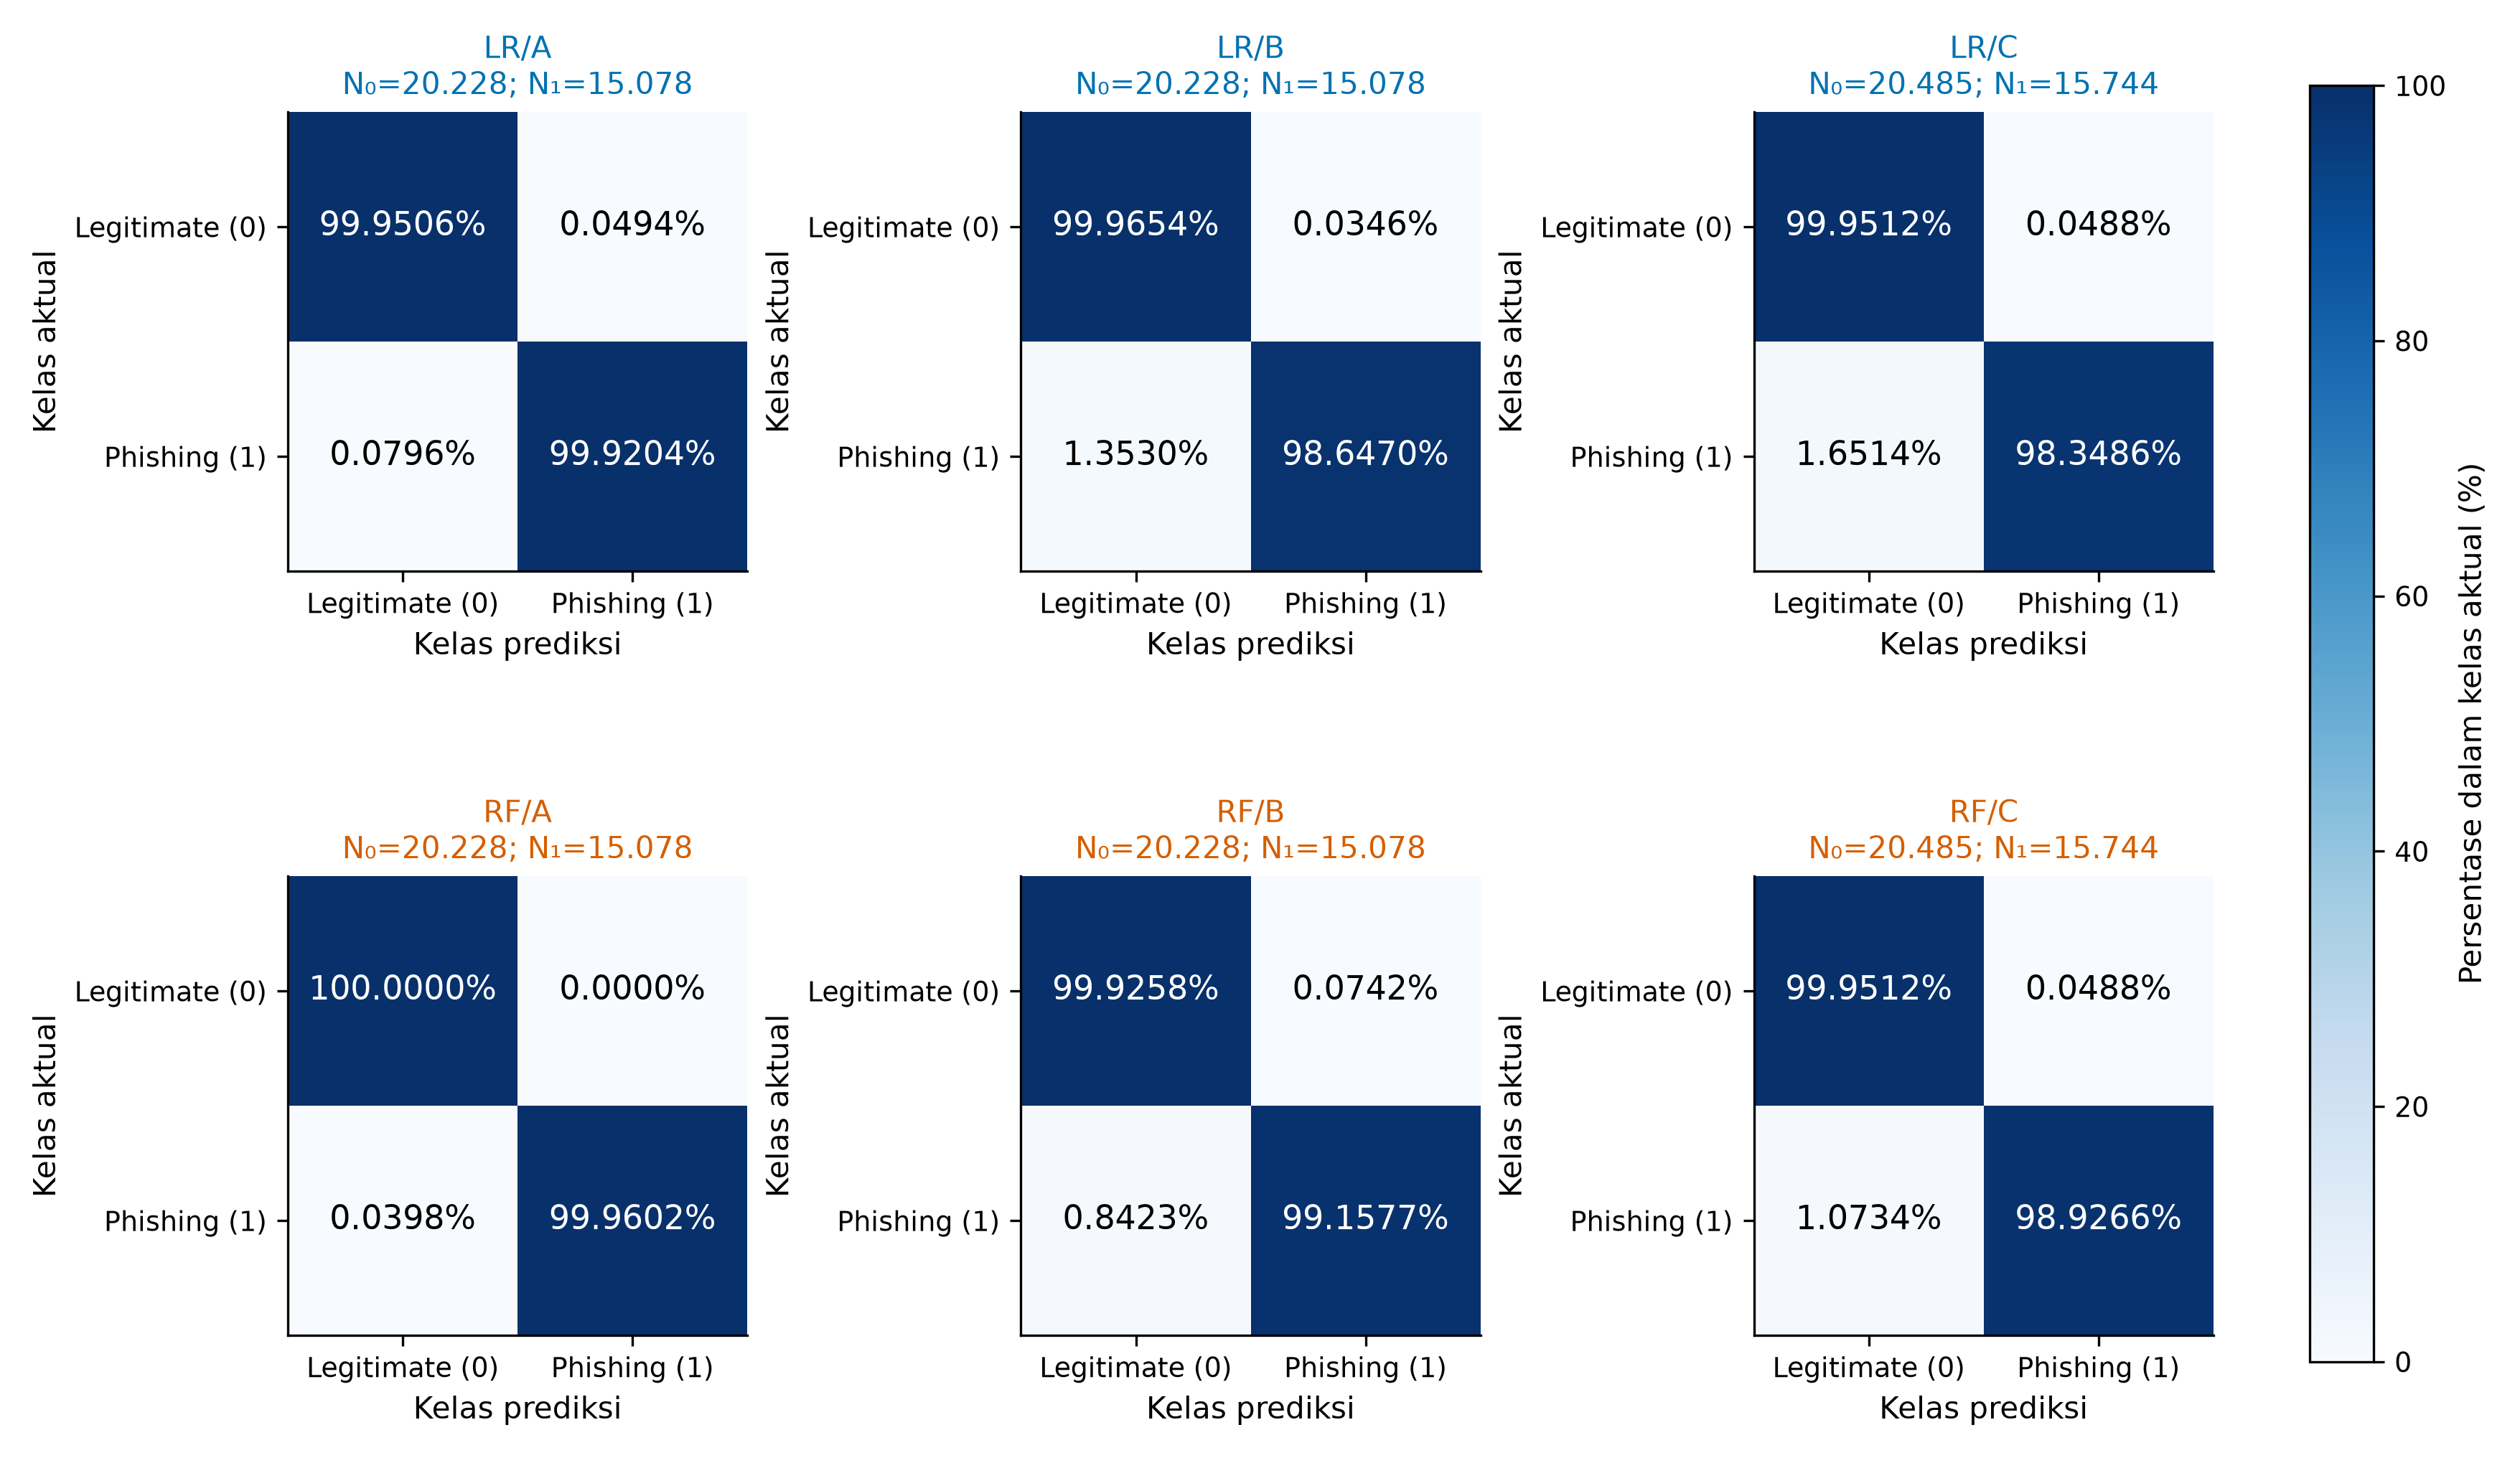 LR/A
N₀=20.228; N₁=15.078
Kelas aktual
Legitimate (0)
99.9506%
0.0494%
Phishing (1)
0.0796%
99.9204%
Legitimate (0)
Phishing (1)
Kelas prediksi
LR/B
N₀=20.228; N₁=15.078
Kelas aktual
Legitimate (0)
99.9654%
0.0346%
Phishing (1)
1.3530%
98.6470%
Legitimate (0)
Phishing (1)
Kelas prediksi
LR/C
N₀=20.485; N₁=15.744
Kelas aktual
Legitimate (0)
99.9512%
0.0488%
Phishing (1)
1.6514%
98.3486%
Legitimate (0)
Phishing (1)
Kelas prediksi
RF/A
N₀=20.228; N₁=15.078
Kelas aktual
Legitimate (0)
100.0000%
0.0000%
Phishing (1)
0.0398%
99.9602%
Legitimate (0)
Phishing (1)
Kelas prediksi
RF/B
N₀=20.228; N₁=15.078
Kelas aktual
Legitimate (0)
99.9258%
0.0742%
Phishing (1)
0.8423%
99.1577%
Legitimate (0)
Phishing (1)
Kelas prediksi
RF/C
N₀=20.485; N₁=15.744
Kelas aktual
Legitimate (0)
99.9512%
0.0488%
Phishing (1)
1.0734%
98.9266%
Legitimate (0)
Phishing (1)
Kelas prediksi
100
80
60
40
20
0
Persentase dalam kelas aktual (%)